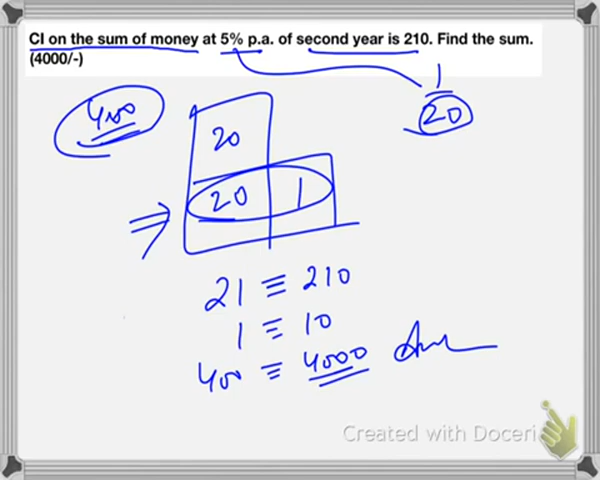 CI on the sum of money at 5% p.a. of second year is 210. Find the sum.
(4000/-)
1
20
400
20
20 1
⇒
21 ≡ 210
1 ≡ 10
400 ≡ 4000 Ans
Created with Doceri